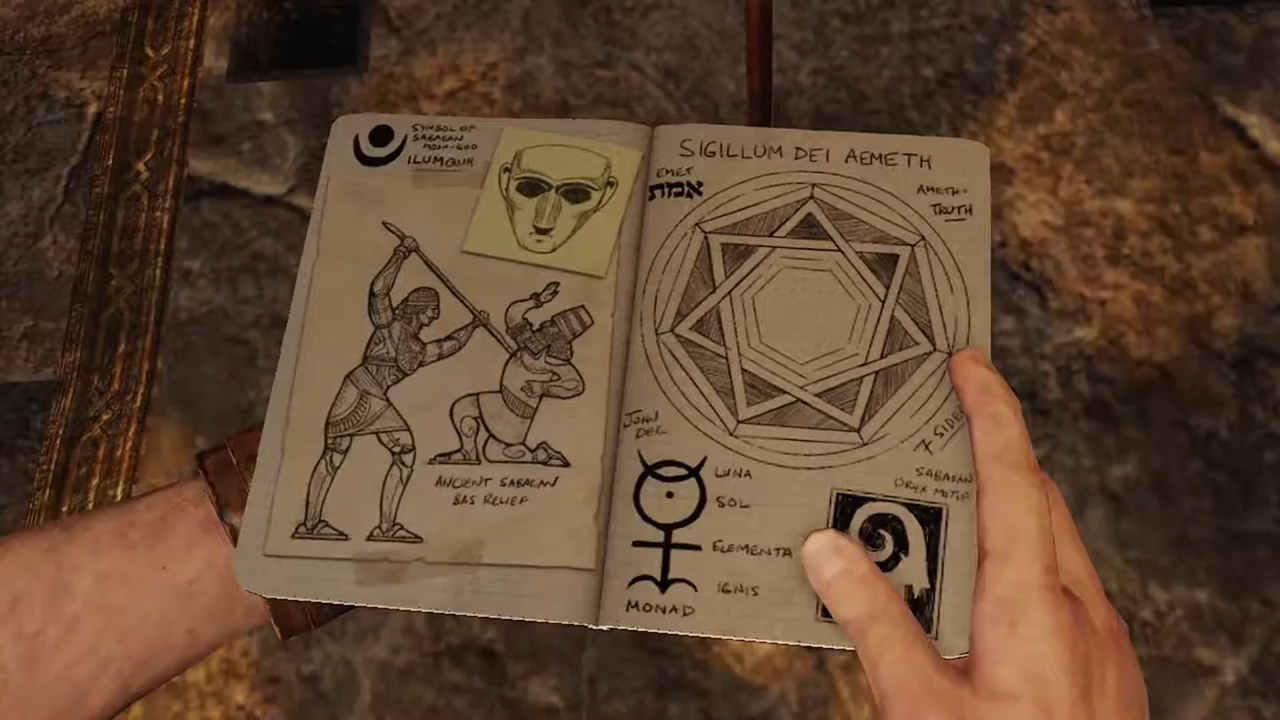 SYMBOL OF
SABAEAN
MOON-GOD
ILUMQUH
ANCIENT SABAEAN
BAS RELIEF
SIGILLUM DEI AEMETH
EMET
אמת
AMETH =
TRUTH
7 SIDES
JOHN
DEE
LUNA
SOL
ELEMENTA
IGNIS
MONAD
SABAEAN
ORYX MOTIF